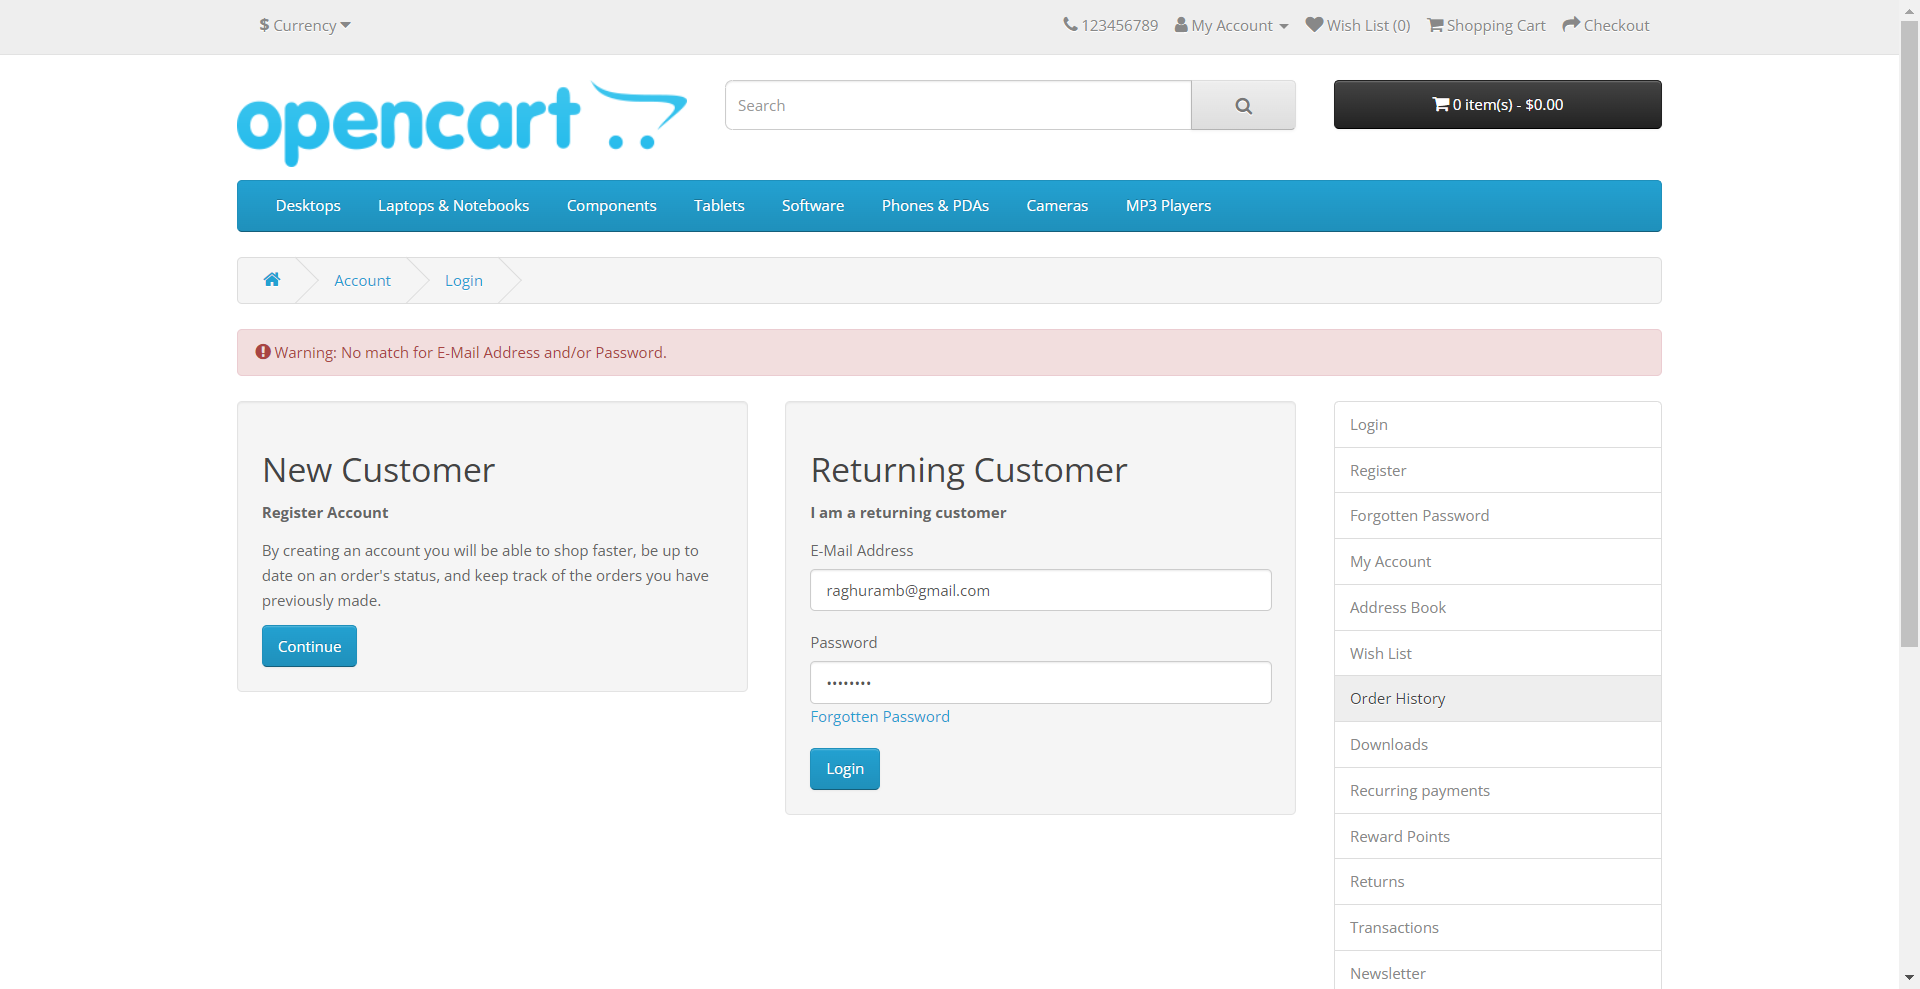 $ Currency
123456789 My Account Wish List (0) Shopping Cart Checkout
opencart
Search
0 item(s) - $0.00
Desktops Laptops & Notebooks Components Tablets Software Phones & PDAs Cameras MP3 Players
Account Login
Warning: No match for E-Mail Address and/or Password.
New Customer
Register Account
By creating an account you will be able to shop faster, be up to
date on an order's status, and keep track of the orders you have
previously made.
Continue
Returning Customer
I am a returning customer
E-Mail Address
raghuramb@gmail.com
Password
••••••••
Forgotten Password
Login
Login
Register
Forgotten Password
My Account
Address Book
Wish List
Order History
Downloads
Recurring payments
Reward Points
Returns
Transactions
Newsletter